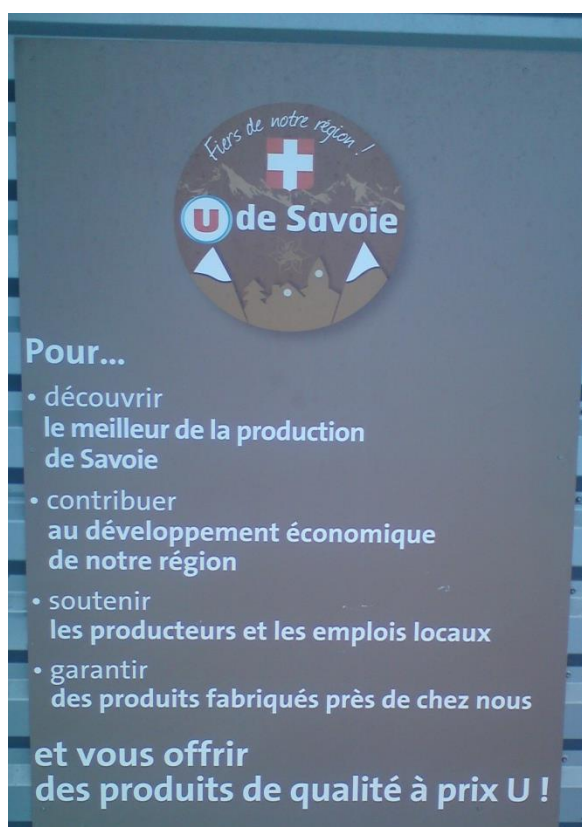 Fiers de notre région !
U de Savoie
Pour...
• découvrir
le meilleur de la production
de Savoie
• contribuer
au développement économique
de notre région
• soutenir
les producteurs et les emplois locaux
• garantir
des produits fabriqués près de chez nous
et vous offrir
des produits de qualité à prix U !